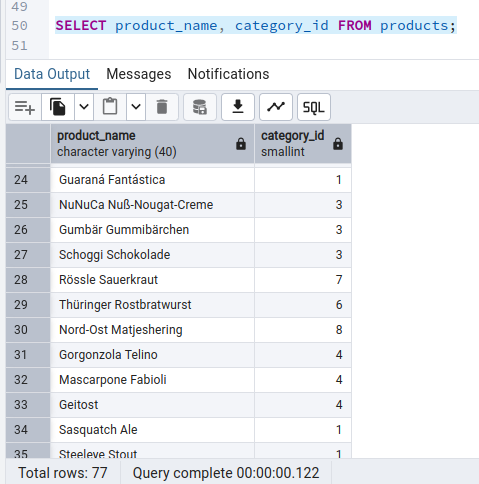 49
50 SELECT product_name, category_id FROM products;
51
Data Output Messages Notifications
SQL
product_name category_id
character varying (40) smallint
24 Guaraná Fantástica 1
25 NuNuCa Nuß-Nougat-Creme 3
26 Gumbär Gummibärchen 3
27 Schoggi Schokolade 3
28 Rössle Sauerkraut 7
29 Thüringer Rostbratwurst 6
30 Nord-Ost Matjeshering 8
31 Gorgonzola Telino 4
32 Mascarpone Fabioli 4
33 Geitost 4
34 Sasquatch Ale 1
35 Steeleye Stout 1
Total rows: 77 Query complete 00:00:00.122